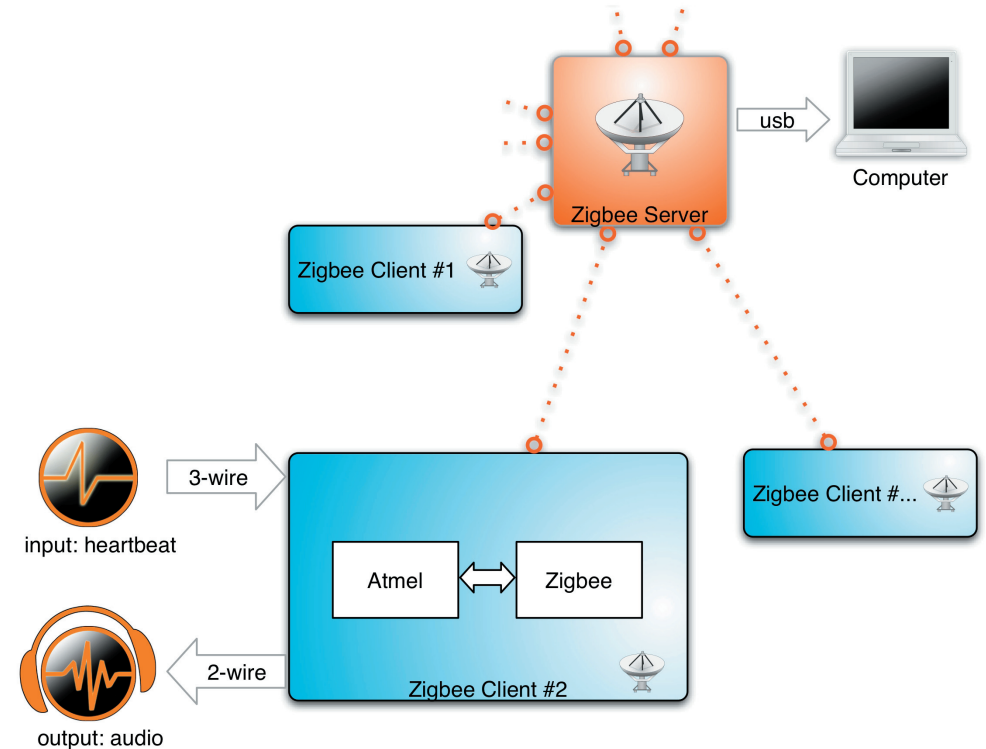 usb
Computer
Zigbee Server
Zigbee Client #1
3-wire
Zigbee Client #...
input: heartbeat
Atmel
Zigbee
2-wire
Zigbee Client #2
output: audio